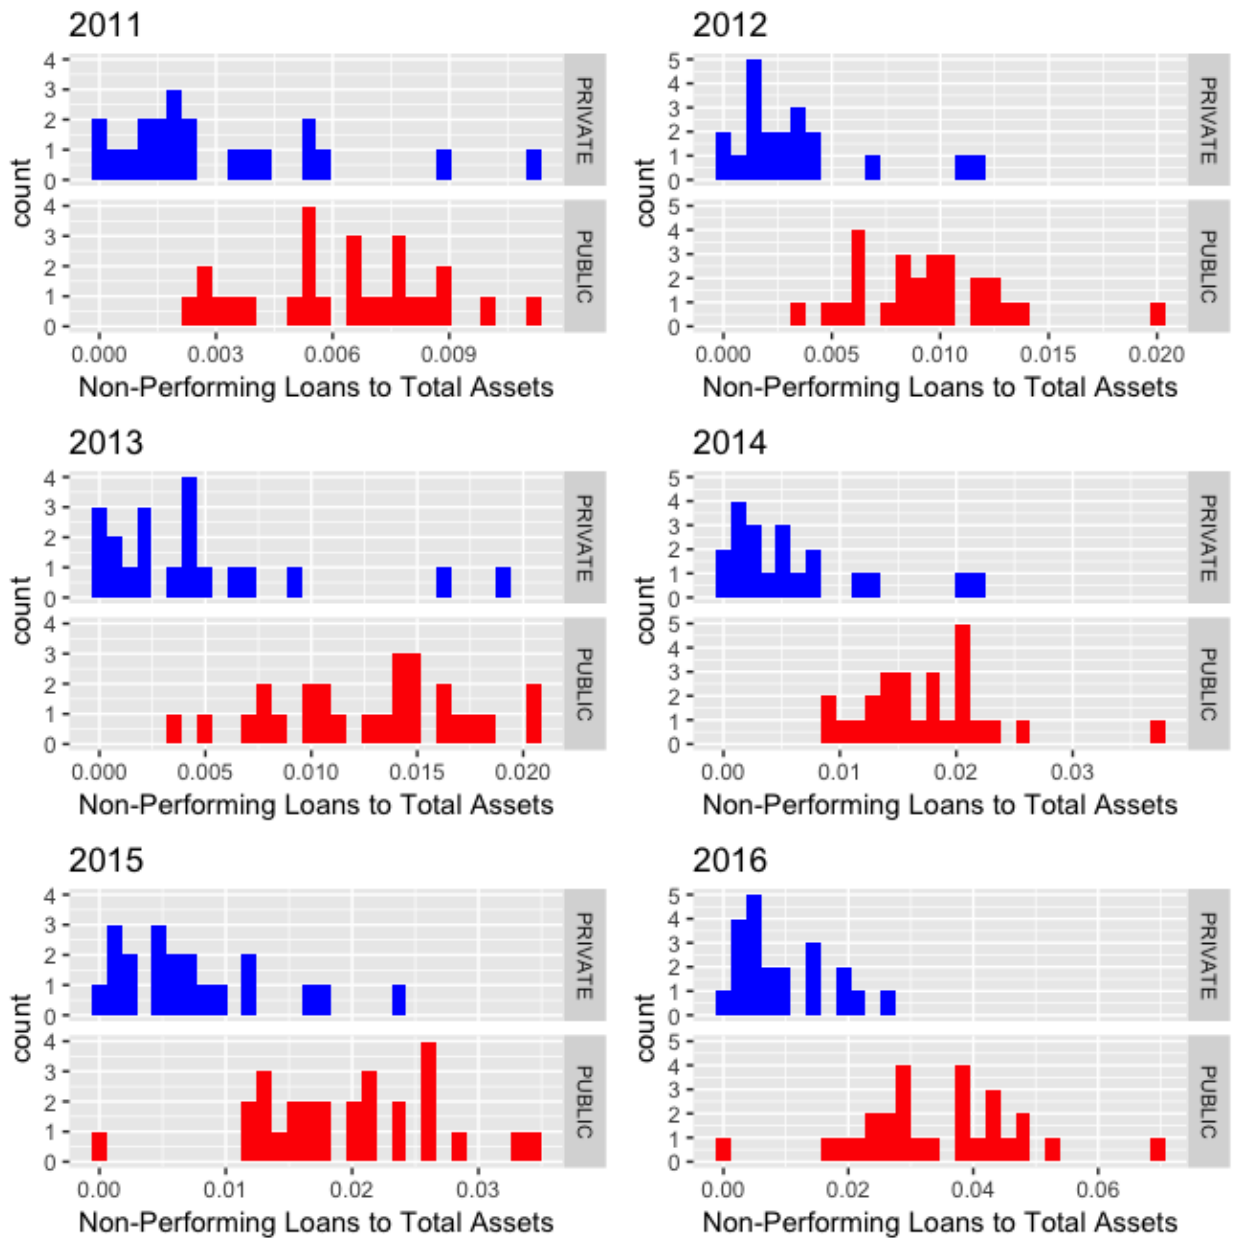 2011
4
3
2
1
0
PRIVATE
count
4
3
2
1
0
PUBLIC
0.000 0.003 0.006 0.009
Non-Performing Loans to Total Assets
2012
5
4
3
2
1
0
PRIVATE
count
5
4
3
2
1
0
PUBLIC
0.000 0.005 0.010 0.015 0.020
Non-Performing Loans to Total Assets
2013
4
3
2
1
0
PRIVATE
count
4
3
2
1
0
PUBLIC
0.000 0.005 0.010 0.015 0.020
Non-Performing Loans to Total Assets
2014
5
4
3
2
1
0
PRIVATE
count
5
4
3
2
1
0
PUBLIC
0.00 0.01 0.02 0.03
Non-Performing Loans to Total Assets
2015
4
3
2
1
0
PRIVATE
count
4
3
2
1
0
PUBLIC
0.00 0.01 0.02 0.03
Non-Performing Loans to Total Assets
2016
5
4
3
2
1
0
PRIVATE
count
5
4
3
2
1
0
PUBLIC
0.00 0.02 0.04 0.06
Non-Performing Loans to Total Assets